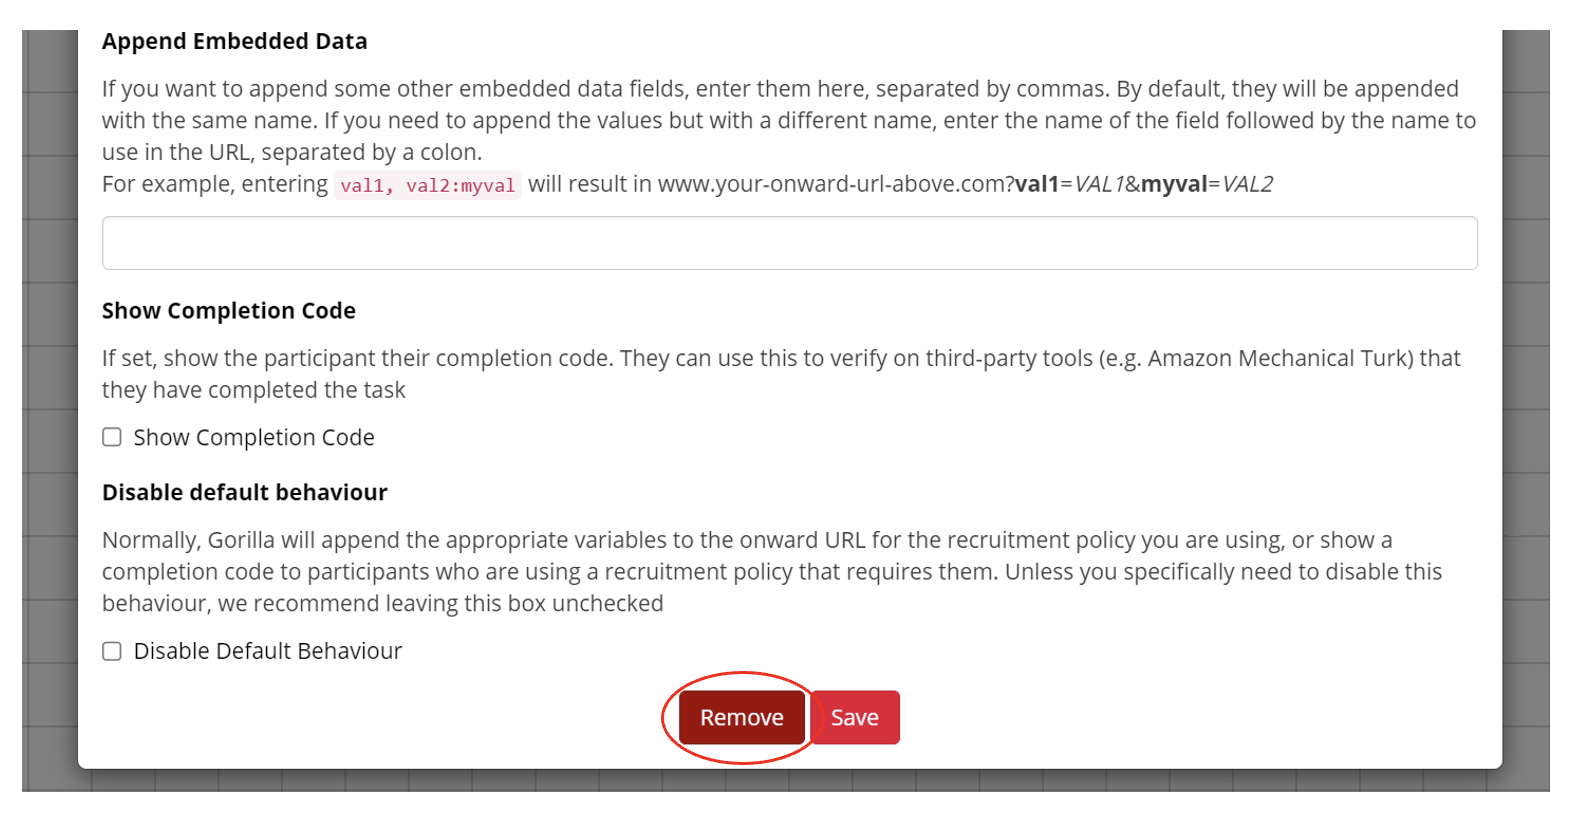 Append Embedded Data
If you want to append some other embedded data fields, enter them here, separated by commas. By default, they will be appended
with the same name. If you need to append the values but with a different name, enter the name of the field followed by the name to
use in the URL, separated by a colon.
For example, entering val1, val2:myval will result in www.your-onward-url-above.com?val1=VAL1&myval=VAL2
Show Completion Code
If set, show the participant their completion code. They can use this to verify on third-party tools (e.g. Amazon Mechanical Turk) that
they have completed the task
Show Completion Code
Disable default behaviour
Normally, Gorilla will append the appropriate variables to the onward URL for the recruitment policy you are using, or show a
completion code to participants who are using a recruitment policy that requires them. Unless you specifically need to disable this
behaviour, we recommend leaving this box unchecked
Disable Default Behaviour
Remove Save